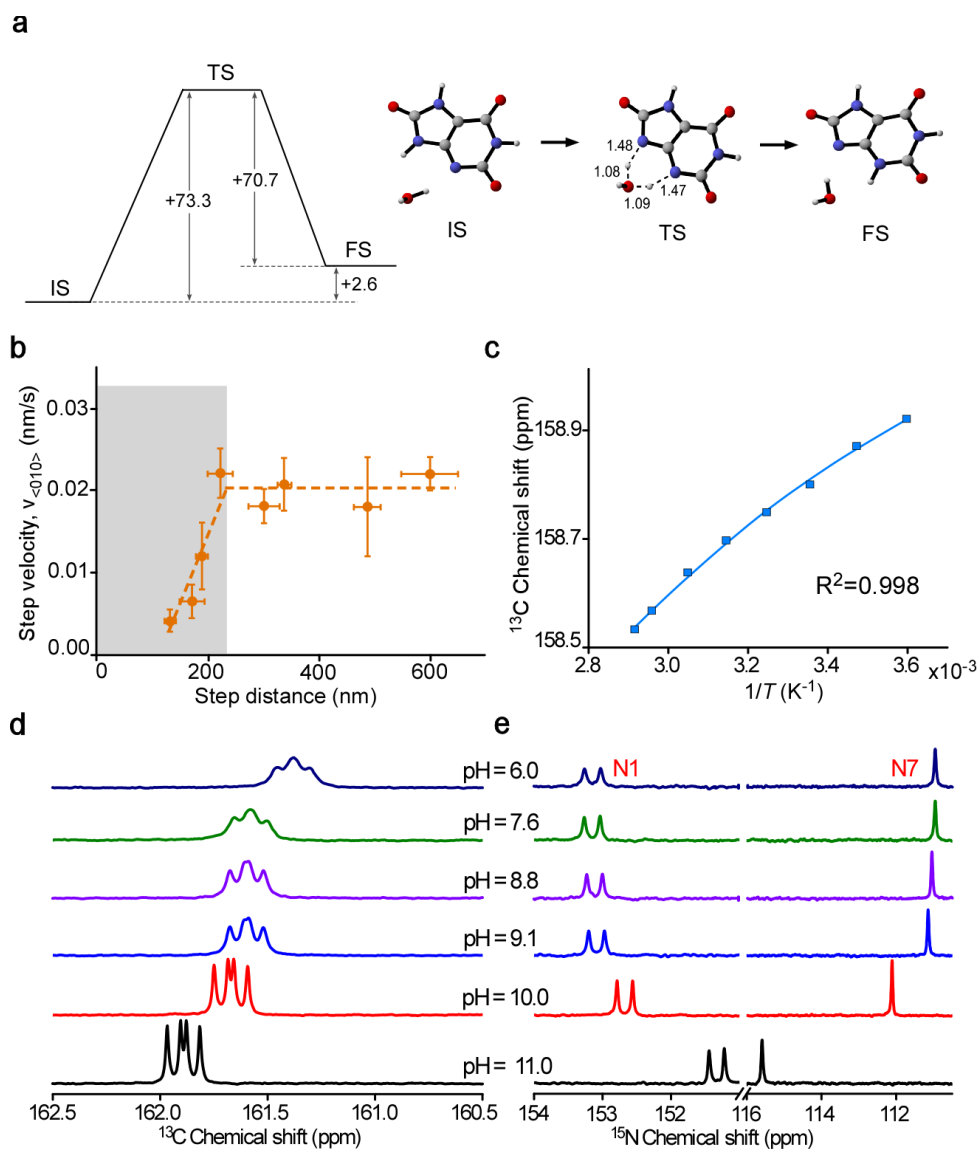 a
TS
+73.3
+70.7
FS
IS
+2.6
1.48
1.08
1.09
1.47
IS
TS
FS
b
Step velocity, v<010> (nm/s)
0.03
0.02
0.01
0.00
0
200
400
600
Step distance (nm)
c
13C Chemical shift (ppm)
158.9
158.7
158.5
R2=0.998
2.8
3.0
3.2
3.4
3.6
x10-3
1/T (K-1)
d
162.5
162.0
161.5
161.0
160.5
13C Chemical shift (ppm)
pH = 6.0
pH = 7.6
pH = 8.8
pH = 9.1
pH = 10.0
pH = 11.0
e
N1
N7
154
153
152
116
114
112
15N Chemical shift (ppm)